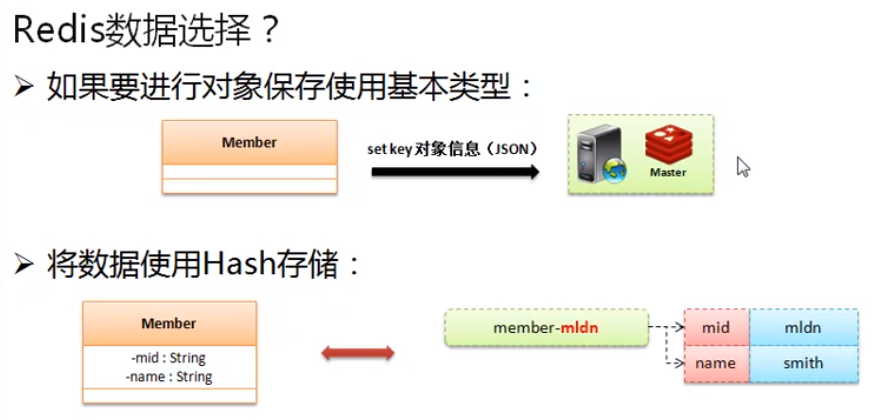 Redis数据选择？
➢ 如果要进行对象保存使用基本类型：
Member
set key 对象信息（JSON）
Master
➢ 将数据使用Hash存储：
Member
-mid : String
-name : String
member-mldn
mid mldn
name smith